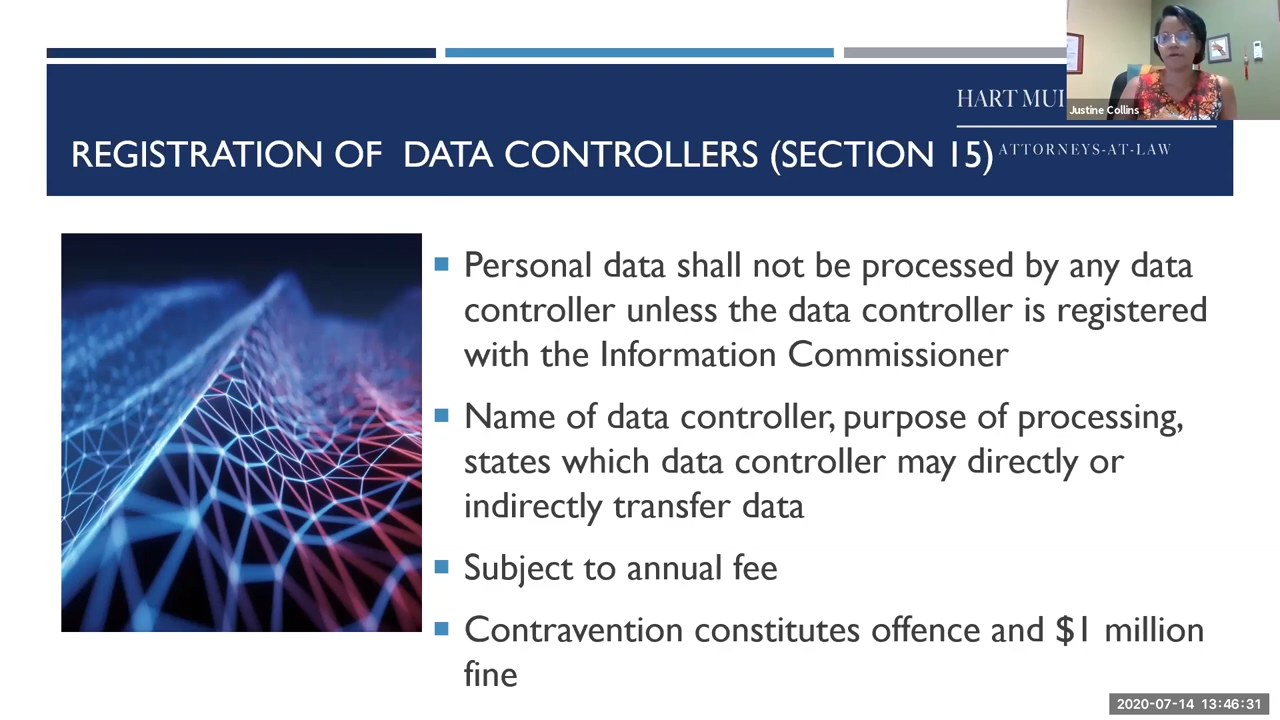 HART MUI
Justine Collins
REGISTRATION OF DATA CONTROLLERS (SECTION 15)
ATTORNEYS-AT-LAW
Personal data shall not be processed by any data
controller unless the data controller is registered
with the Information Commissioner
Name of data controller, purpose of processing,
states which data controller may directly or
indirectly transfer data
Subject to annual fee
Contravention constitutes offence and $1 million
fine
2020-07-14 13:46:31